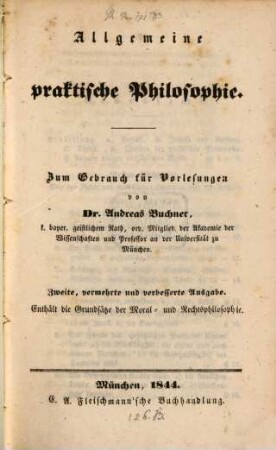 Allgemeine
praktische Philosophie.
Zum Gebrauch für Vorlesungen
von
Dr. Andreas Buchner,
k. bayer. geistlichem Rath, ord. Mitglied der Akademie der
Wissenschaften und Professor an der Universität zu
München.
Zweite, vermehrte und verbesserte Ausgabe.
Enthält die Grundsätze der Moral- und Rechtsphilosophie.
München, 1844.
E. A. Fleischmann'sche Buchhandlung.